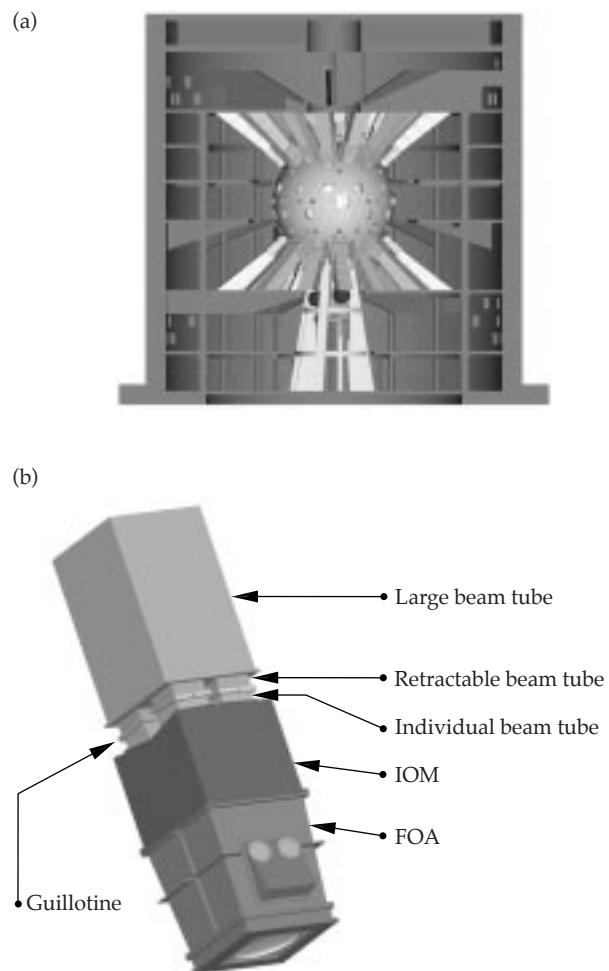 (a)
(b)
Large beam tube
Retractable beam tube
Individual beam tube
IOM
FOA
Guillotine